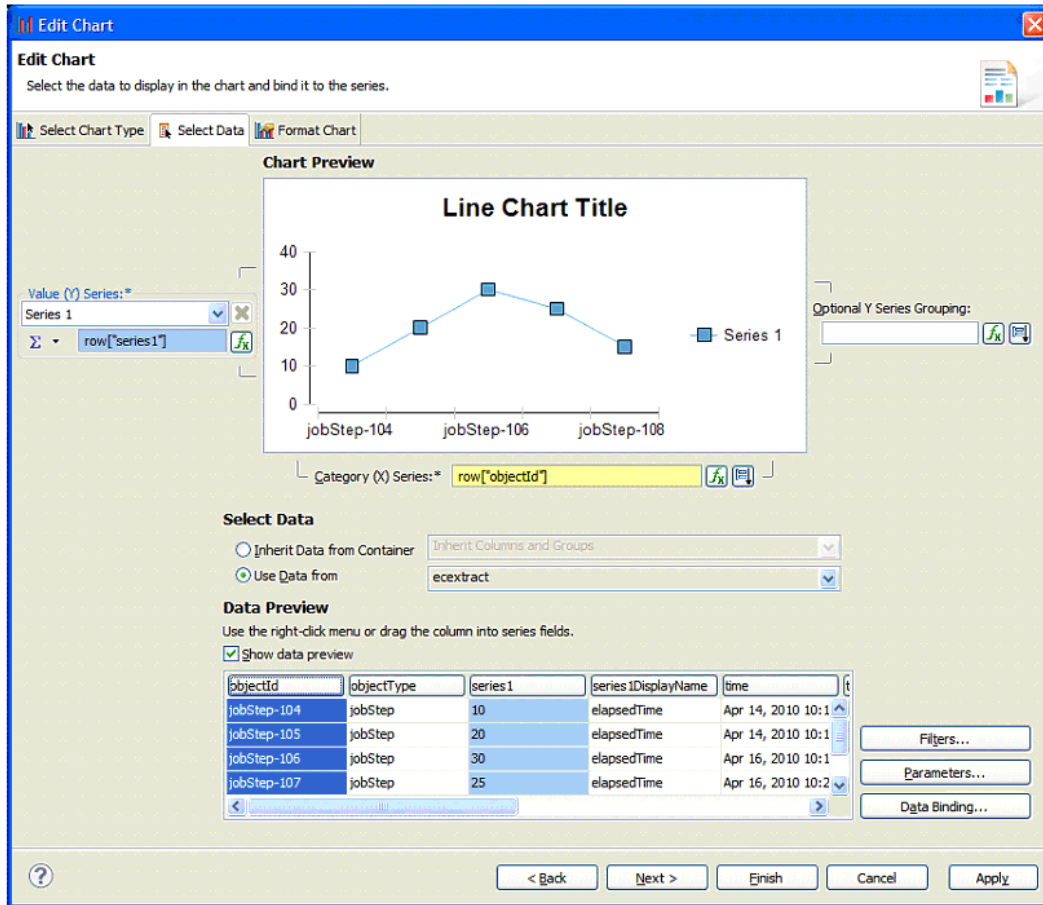 Edit Chart
Edit Chart
Select the data to display in the chart and bind it to the series.
Select Chart Type Select Data Format Chart
Chart Preview
Line Chart Title
40
30
20
10
0
jobStep-104 jobStep-106 jobStep-108
Series 1
Value (Y) Series:*
Series 1
Σ row["series1"] fx
Optional Y Series Grouping:
fx
Category (X) Series:* row["objectId"] fx
Select Data
Inherit Data from Container Inherit Columns and Groups
Use Data from ecextract
Data Preview
Use the right-click menu or drag the column into series fields.
Show data preview
objectId objectType series1 series1DisplayName time t
jobStep-104 jobStep 10 elapsedTime Apr 14, 2010 10:1
jobStep-105 jobStep 20 elapsedTime Apr 14, 2010 10:1
jobStep-106 jobStep 30 elapsedTime Apr 16, 2010 10:1
jobStep-107 jobStep 25 elapsedTime Apr 16, 2010 10:2
Filters...
Parameters...
Data Binding...
? < Back Next > Finish Cancel Apply